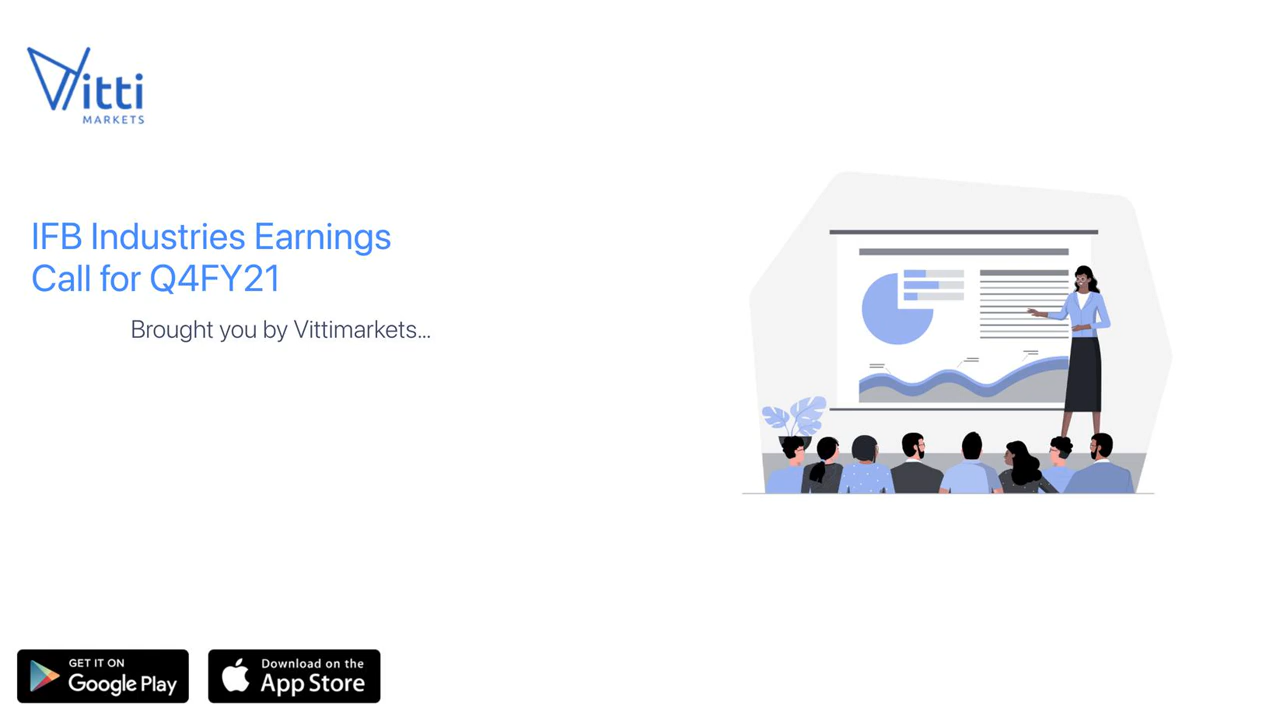 Vitti
MARKETS
IFB Industries Earnings
Call for Q4FY21
Brought you by Vittimarkets...
GET IT ON
Google Play
Download on the
App Store